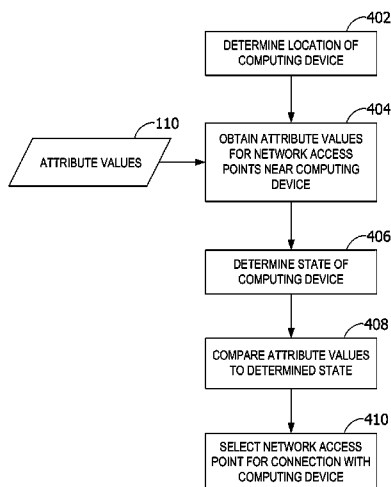 402
DETERMINE LOCATION OF
COMPUTING DEVICE
404
110
ATTRIBUTE VALUES
OBTAIN ATTRIBUTE VALUES
FOR NETWORK ACCESS
POINTS NEAR COMPUTING
DEVICE
406
DETERMINE STATE OF
COMPUTING DEVICE
408
COMPARE ATTRIBUTE VALUES
TO DETERMINED STATE
410
SELECT NETWORK ACCESS
POINT FOR CONNECTION WITH
COMPUTING DEVICE